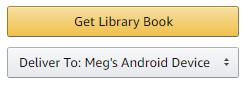 Get Library Book
Deliver To: Meg's Android Device